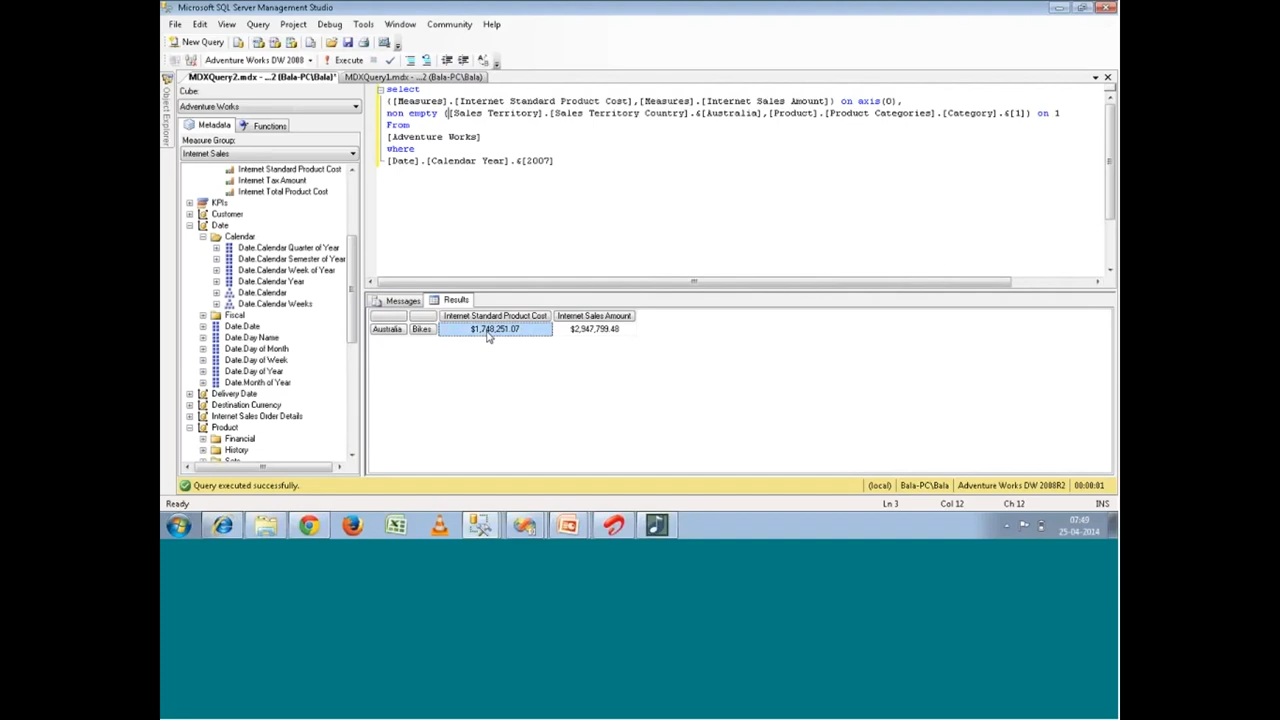 Microsoft SQL Server Management Studio
File Edit View Query Project Debug Tools Window Community Help
New Query
Adventure Works DW 2008 Execute
MDXQuery2.mdx - ...2 (Bala-PC\Bala)* MDXQuery1.mdx - ...2 (Bala-PC\Bala)
Object Explorer
Cube:
Adventure Works
Metadata Functions
Measure Group:
Internet Sales
Internet Standard Product Cost
Internet Tax Amount
Internet Total Product Cost
KPIs
Customer
Date
Calendar
Date.Calendar Quarter of Year
Date.Calendar Semester of Year
Date.Calendar Week of Year
Date.Calendar Year
Date.Calendar
Date.Calendar Weeks
Fiscal
Date.Date
Date.Day Name
Date.Day of Month
Date.Day of Week
Date.Day of Year
Date.Month of Year
Delivery Date
Destination Currency
Internet Sales Order Details
Product
Financial
History
select
{[Measures].[Internet Standard Product Cost],[Measures].[Internet Sales Amount]} on axis(0),
non empty ([Sales Territory].[Sales Territory Country].&[Australia],[Product].[Product Categories].[Category].&[1]) on 1
From
[Adventure Works]
where
[Date].[Calendar Year].&[2007]
Messages Results
Internet Standard Product Cost Internet Sales Amount
Australia Bikes $1,748,251.07 $2,947,799.48
Query executed successfully. (local) Bala-PC\Bala Adventure Works DW 2008R2 00:00:01
Ready Ln 3 Col 12 Ch 12 INS
07:49
25-04-2014